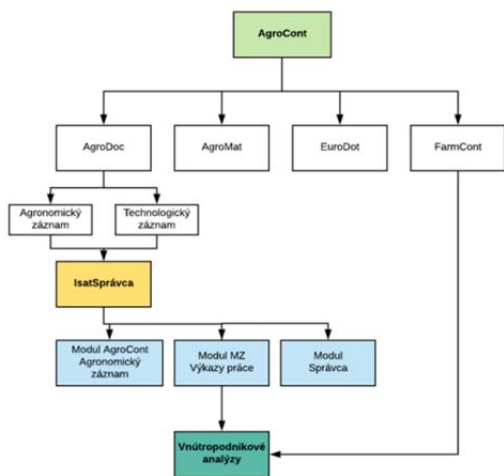 AgroCont
AgroDoc
AgroMat
EuroDot
FarmCont
Agronomický
záznam
Technologický
záznam
IsatSprávca
Modul AgroCont
Agronomický
záznam
Modul MZ
Výkazy práce
Modul
Správca
Vnútropodnikové
analýzy